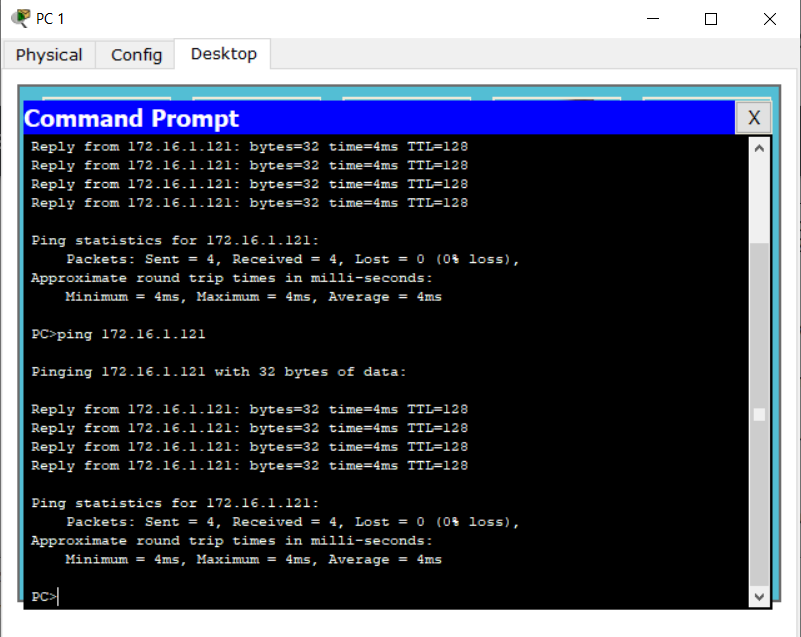 PC 1
Physical Config Desktop
Command Prompt X
Reply from 172.16.1.121: bytes=32 time=4ms TTL=128
Reply from 172.16.1.121: bytes=32 time=4ms TTL=128
Reply from 172.16.1.121: bytes=32 time=4ms TTL=128
Reply from 172.16.1.121: bytes=32 time=4ms TTL=128
Ping statistics for 172.16.1.121:
Packets: Sent = 4, Received = 4, Lost = 0 (0% loss),
Approximate round trip times in milli-seconds:
Minimum = 4ms, Maximum = 4ms, Average = 4ms
PC>ping 172.16.1.121
Pinging 172.16.1.121 with 32 bytes of data:
Reply from 172.16.1.121: bytes=32 time=4ms TTL=128
Reply from 172.16.1.121: bytes=32 time=4ms TTL=128
Reply from 172.16.1.121: bytes=32 time=4ms TTL=128
Reply from 172.16.1.121: bytes=32 time=4ms TTL=128
Ping statistics for 172.16.1.121:
Packets: Sent = 4, Received = 4, Lost = 0 (0% loss),
Approximate round trip times in milli-seconds:
Minimum = 4ms, Maximum = 4ms, Average = 4ms
PC>